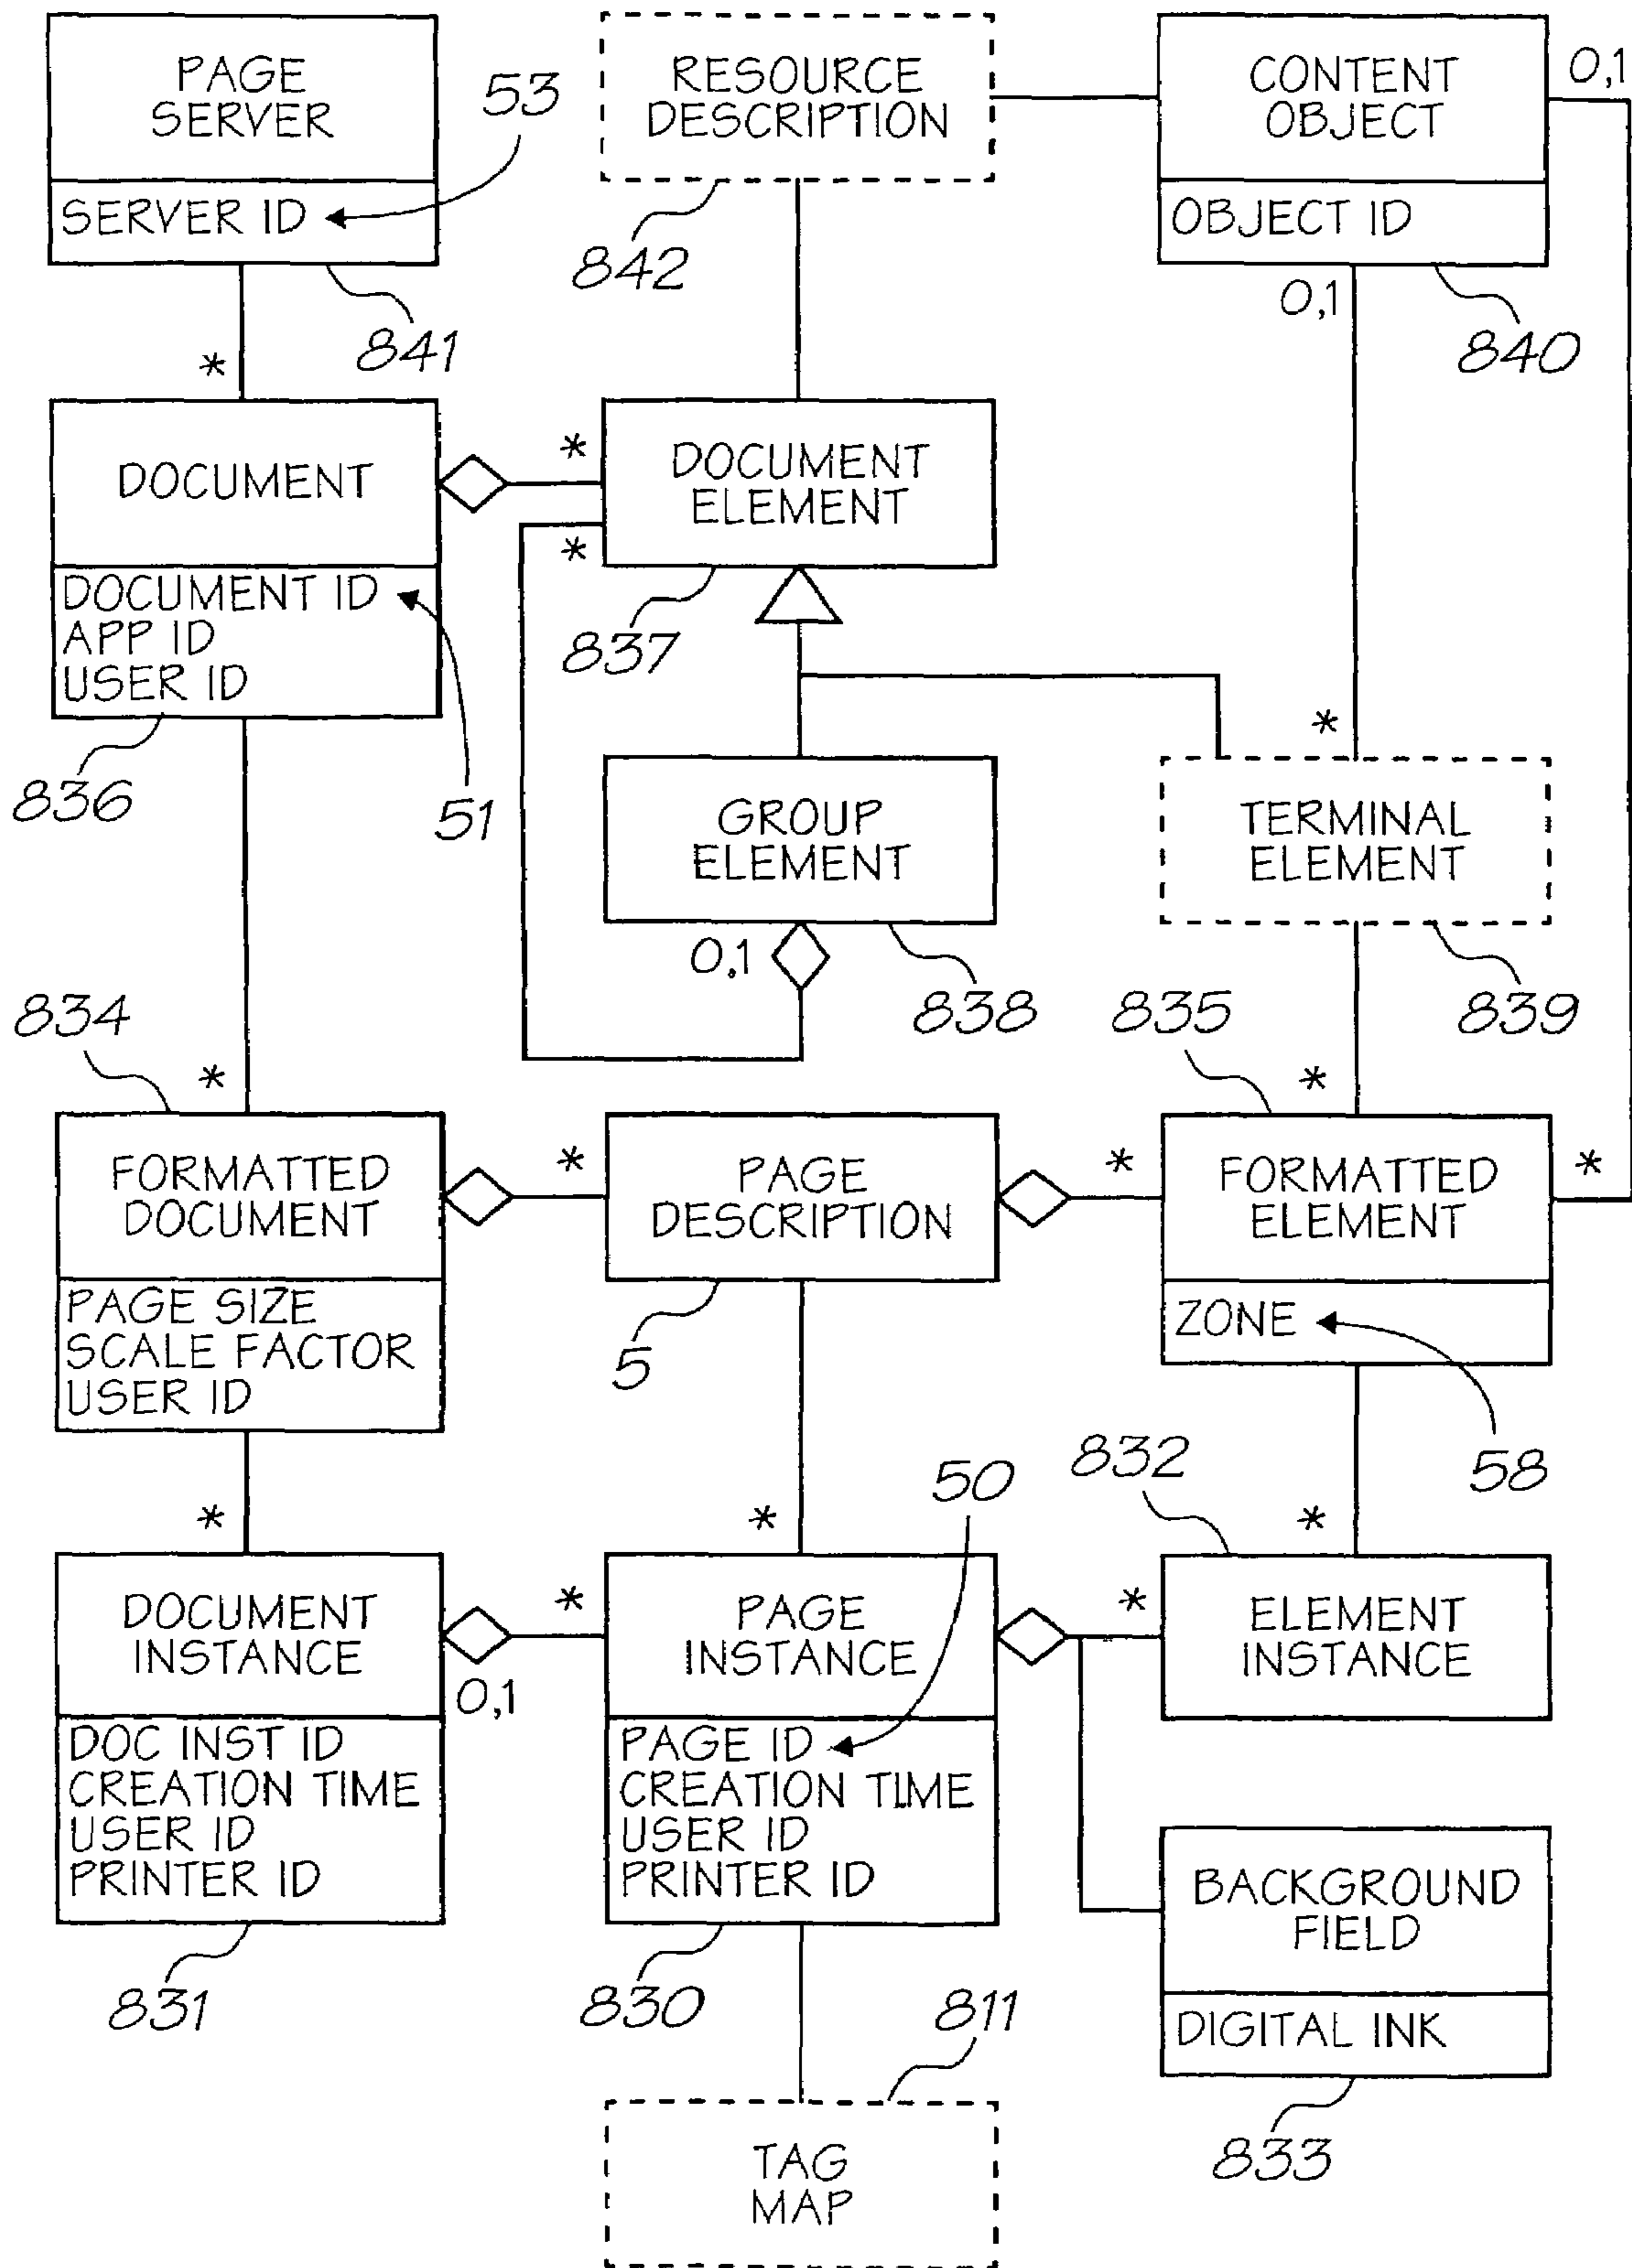 PAGE
SERVER
SERVER ID
53
841
RESOURCE
DESCRIPTION
842
CONTENT
OBJECT
OBJECT ID
0,1
0,1
840
*
DOCUMENT
DOCUMENT ID
APP ID
USER ID
836
51
*
*
DOCUMENT
ELEMENT
837
GROUP
ELEMENT
0,1
838
*
TERMINAL
ELEMENT
839
834
*
FORMATTED
DOCUMENT
PAGE SIZE
SCALE FACTOR
USER ID
*
PAGE
DESCRIPTION
5
835
*
*
FORMATTED
ELEMENT
*
ZONE
58
*
DOCUMENT
INSTANCE
0,1
DOC INST ID
CREATION TIME
USER ID
PRINTER ID
831
*
*
50
PAGE
INSTANCE
PAGE ID
CREATION TIME
USER ID
PRINTER ID
830
832
*
*
ELEMENT
INSTANCE
BACKGROUND
FIELD
DIGITAL INK
833
811
TAG
MAP